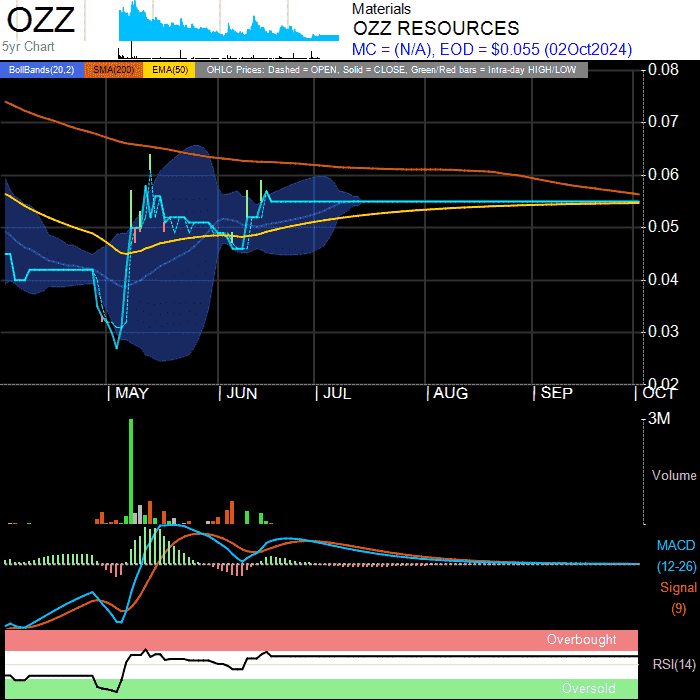 OZZ
5yr Chart
Materials
OZZ RESOURCES
MC = (N/A), EOD = $0.055 (02Oct2024)
BollBands(20,2) SMA(200) EMA(50) OHLC Prices: Dashed = OPEN, Solid = CLOSE, Green/Red bars = Intra-day HIGH/LOW
0.08
0.07
0.06
0.05
0.04
0.03
0.02
MAY JUN JUL AUG SEP OCT
3M
Volume
MACD
(12-26)
Signal
(9)
Overbought
RSI(14)
Oversold